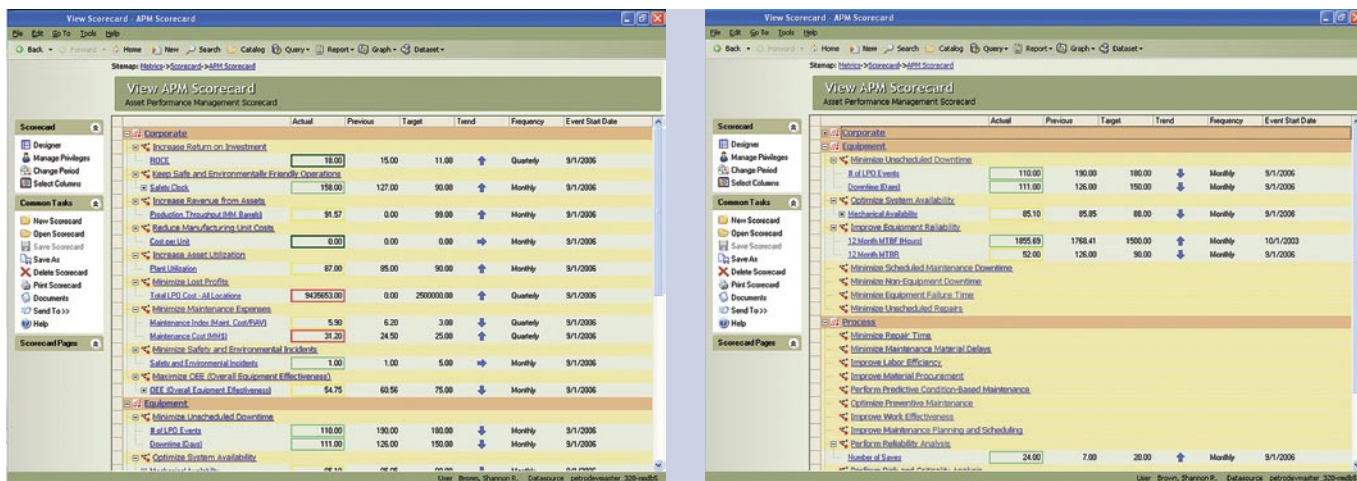 View Scorecard - APM Scorecard
File Edit Go To Tools Help
Back Forward Home New Search Catalog Query Report Graph Dataset
Sitemap: Metrics->Scorecard->APM Scorecard
View APM Scorecard
Asset Performance Management Scorecard
Scorecard
Designer
Manage Privileges
Change Period
Select Columns
Common Tasks
New Scorecard
Open Scorecard
Save Scorecard
Save As
Delete Scorecard
Print Scorecard
Documents
Send To >>
Help
Scorecard Pages
Actual Previous Target Trend Frequency Event Start Date
Corporate
Increase Return on Investment
ROCE 18.00 15.00 11.00 Quarterly 9/1/2006
Keep Safe and Environmentally Friendly Operations
Safety Clock 158.00 127.00 90.00 Monthly 9/1/2006
Increase Revenue from Assets
Production Throughput (MM Barrels) 91.57 0.00 99.00 Monthly 9/1/2006
Reduce Manufacturing Unit Costs
Cost per Unit 0.00 0.00 0.00 Monthly 9/1/2006
Increase Asset Utilization
Plant Utilization 87.00 85.00 90.00 Monthly 9/1/2006
Minimize Lost Profits
Total LPO Cost - All Locations 9435653.00 0.00 2500000.00 Quarterly 9/1/2006
Minimize Maintenance Expenses
Maintenance Index (Maint. Cost/RAV) 5.90 6.20 3.00 Quarterly 9/1/2006
Maintenance Cost (MM$) 31.20 24.50 25.00 Quarterly 9/1/2006
Minimize Safety and Environmental Incidents
Safety and Environmental Incidents 1.00 1.00 5.00 Monthly 9/1/2006
Maximize OEE (Overall Equipment Effectiveness)
OEE (Overall Equipment Effectiveness) 54.75 60.56 75.00 Monthly 9/1/2006
Equipment
Minimize Unscheduled Downtime
# of LPO Events 110.00 190.00 180.00 Monthly 9/1/2006
Downtime (Days) 111.00 126.00 150.00 Monthly 9/1/2006
Optimize System Availability
User Brown, Shannon R. Datasource
View Scorecard - APM Scorecard
File Edit Go To Tools Help
Back Forward Home New Search Catalog Query Report Graph Dataset
Sitemap: Metrics->Scorecard->APM Scorecard
View APM Scorecard
Asset Performance Management Scorecard
Scorecard
Designer
Manage Privileges
Change Period
Select Columns
Common Tasks
New Scorecard
Open Scorecard
Save Scorecard
Save As
Delete Scorecard
Print Scorecard
Documents
Send To >>
Help
Scorecard Pages
Actual Previous Target Trend Frequency Event Start Date
Corporate
Equipment
Minimize Unscheduled Downtime
# of LPO Events 110.00 190.00 180.00 Monthly 9/1/2006
Downtime (Days) 111.00 126.00 150.00 Monthly 9/1/2006
Optimize System Availability
Mechanical Availability 85.10 85.85 88.00 Monthly 9/1/2006
Improve Equipment Reliability
12 Month MTBF (Hours) 1855.69 1768.41 1500.00 Monthly 10/1/2003
12 Month MTBR 52.00 126.00 90.00 Monthly 9/1/2006
Minimize Scheduled Maintenance Downtime
Minimize Non-Equipment Downtime
Minimize Equipment Failure Time
Minimize Unscheduled Repairs
Process
Minimize Repair Time
Minimize Maintenance Material Delays
Improve Labor Efficiency
Improve Material Procurement
Perform Predictive Condition-Based Maintenance
Optimize Preventive Maintenance
Improve Work Effectiveness
Improve Maintenance Planning and Scheduling
Perform Reliability Analysis
Number of Saves 24.00 7.00 20.00 Monthly 9/1/2006
User Brown, Shannon R. Datasource